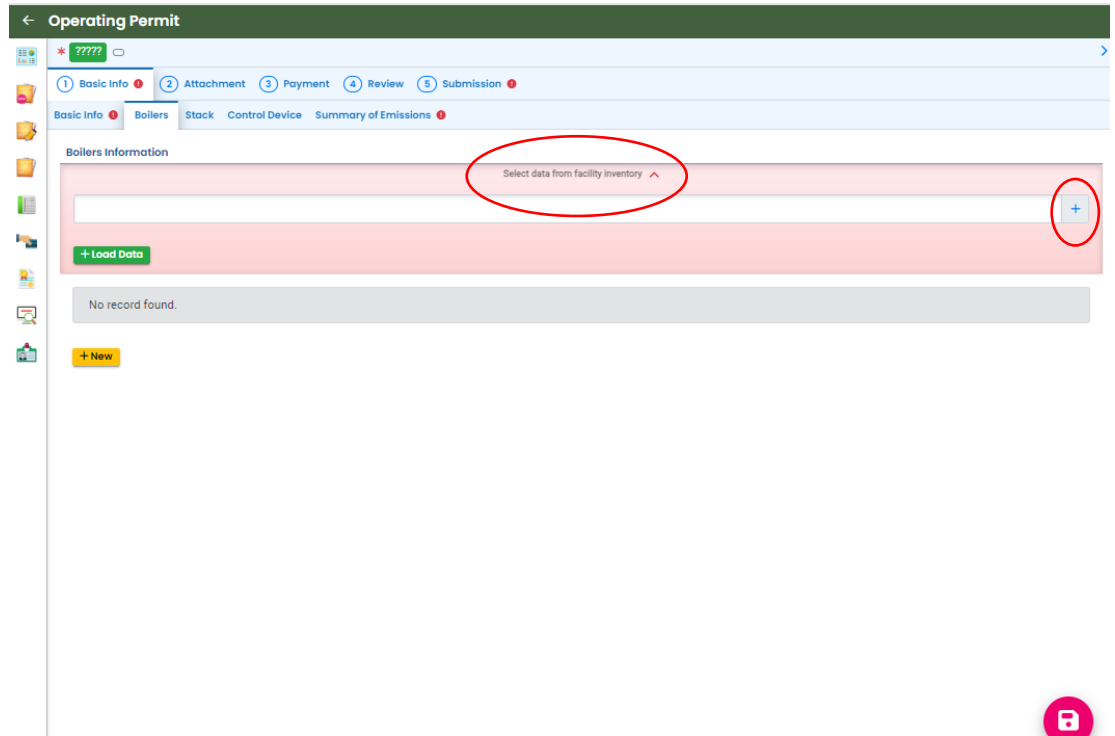 Operating Permit
* ?????
1 Basic Info 2 Attachment 3 Payment 4 Review 5 Submission
Basic Info Boilers Stack Control Device Summary of Emissions
Boilers Information
Select data from facility inventory
+
+ Load Data
No record found.
+ New